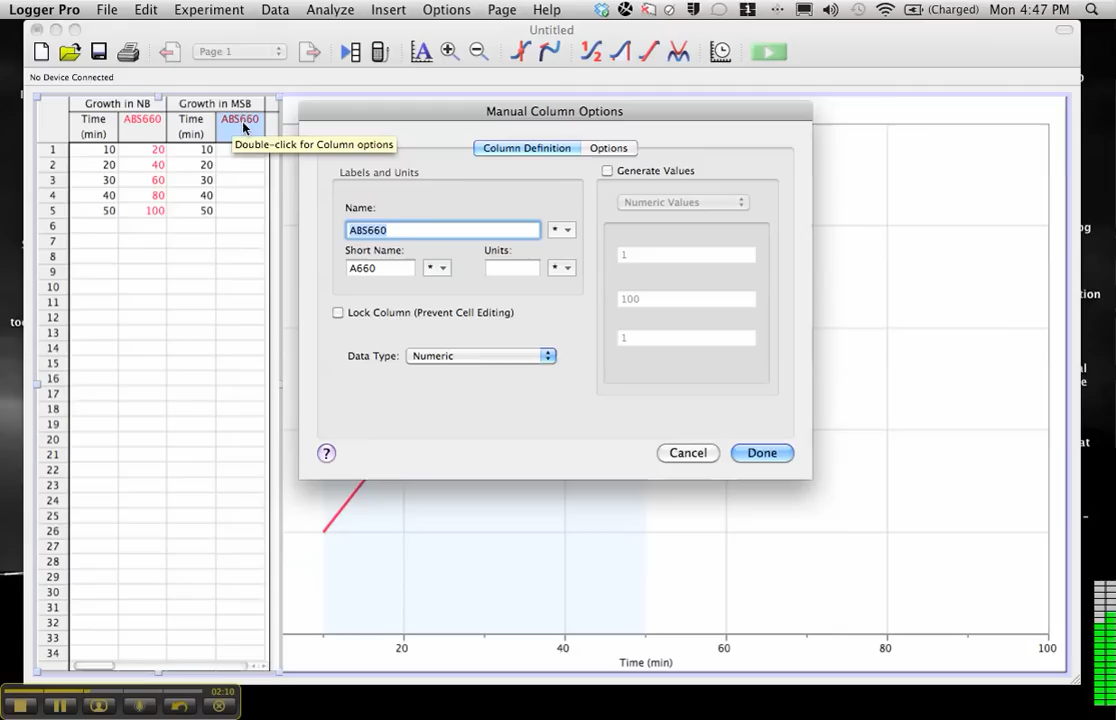 Logger Pro File Edit Experiment Data Analyze Insert Options Page Help 1 (Charged) Mon 4:47 PM
Untitled
Page 1
No Device Connected
Growth in NB Growth in MSB
Time ABS660 Time ABS660
(min) (min)
Double-click for Column options
1 10 20 10
2 20 40 20
3 30 60 30
4 40 80 40
5 50 100 50
6
7
8
9
10
11
12
13
14
15
16
17
18
19
20
21
22
23
24
25
26
27
28
29
30
31
32
33
34
Manual Column Options
Column Definition Options
Labels and Units
Name:
ABS660 *
Short Name: Units:
A660 * *
Lock Column (Prevent Cell Editing)
Data Type: Numeric
Generate Values
Numeric Values
1
100
1
? Cancel Done
20 40 60 80 100
Time (min)
02:10